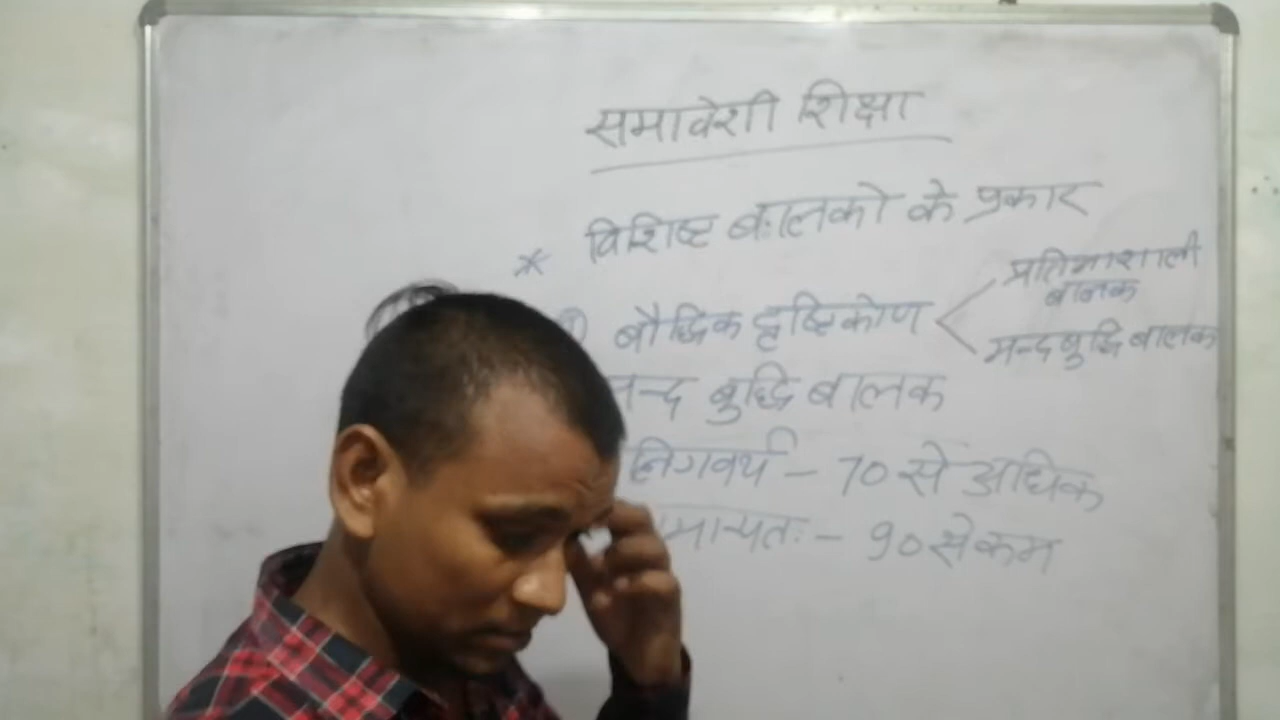 समावेशी शिक्षा
* विशिष्ट बालको के प्रकार
बौद्धिक दृष्टिकोण
प्रतिभाशाली
बालक
मन्दबुद्धि बालक
बुद्धि बालक
– 70 से अधिक
– 90 से कम